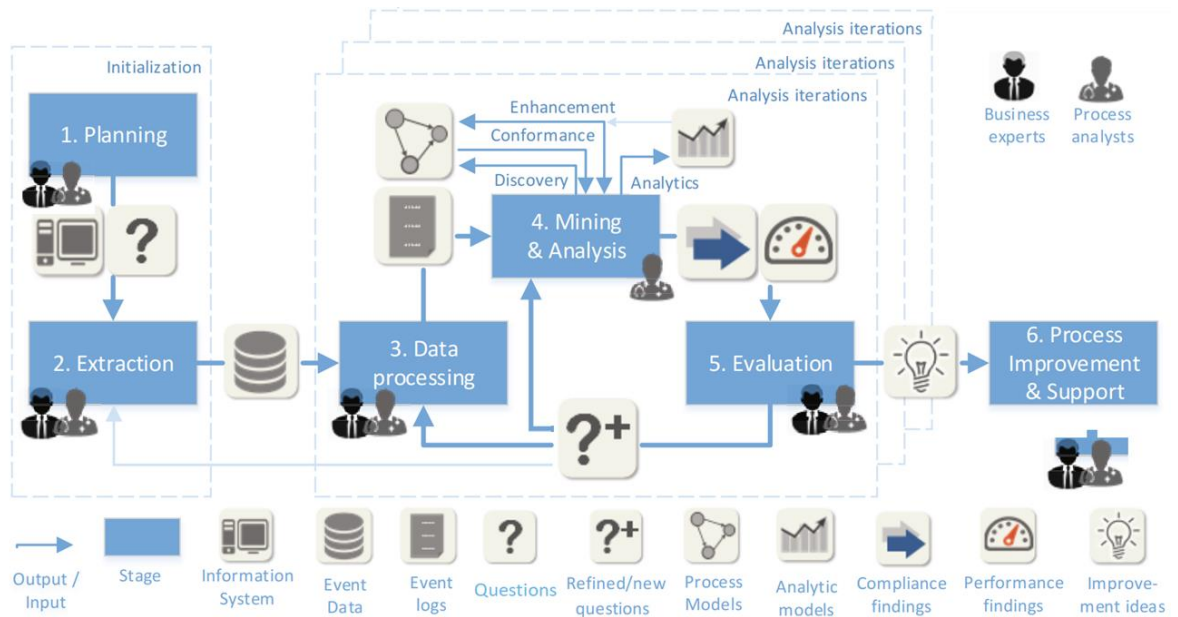 Analysis iterations
Analysis iterations
Analysis iterations
Initialization
Business
experts
Process
analysts
1. Planning
?
2. Extraction
3. Data
processing
Enhancement
Conformance
Discovery
Analytics
4. Mining
& Analysis
5. Evaluation
6. Process
Improvement
& Support
?+
?
?+
Output /
Input
Stage
Information
System
Event
Data
Event
logs
Questions
Refined/new
questions
Process
Models
Analytic
models
Compliance
findings
Performance
findings
Improve-
ment ideas